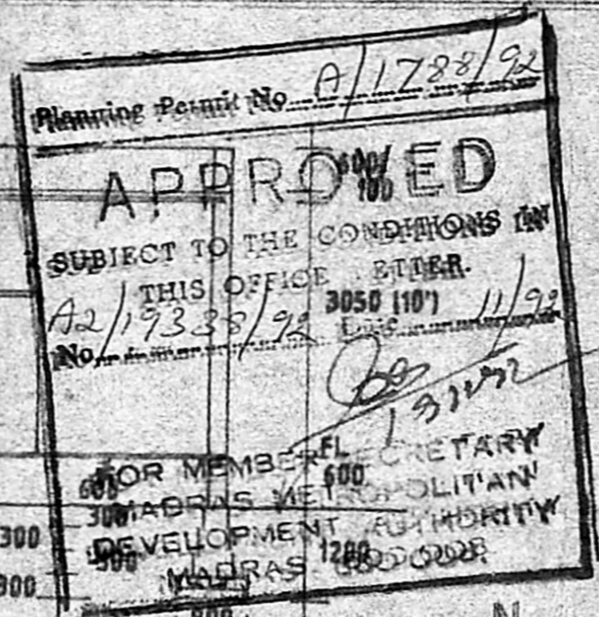 Planning Permit No. A/1788/92
APPROVED
600/
100
SUBJECT TO THE CONDITIONS IN
THIS OFFICE LETTER.
3050 (10')
No. A2/19338/92 Date 11/92
FOR MEMBER SECRETARY
FL
600
600
MADRAS METROPOLITAN
300
DEVELOPMENT AUTHORITY
300
300
1200
MADRAS
900
N